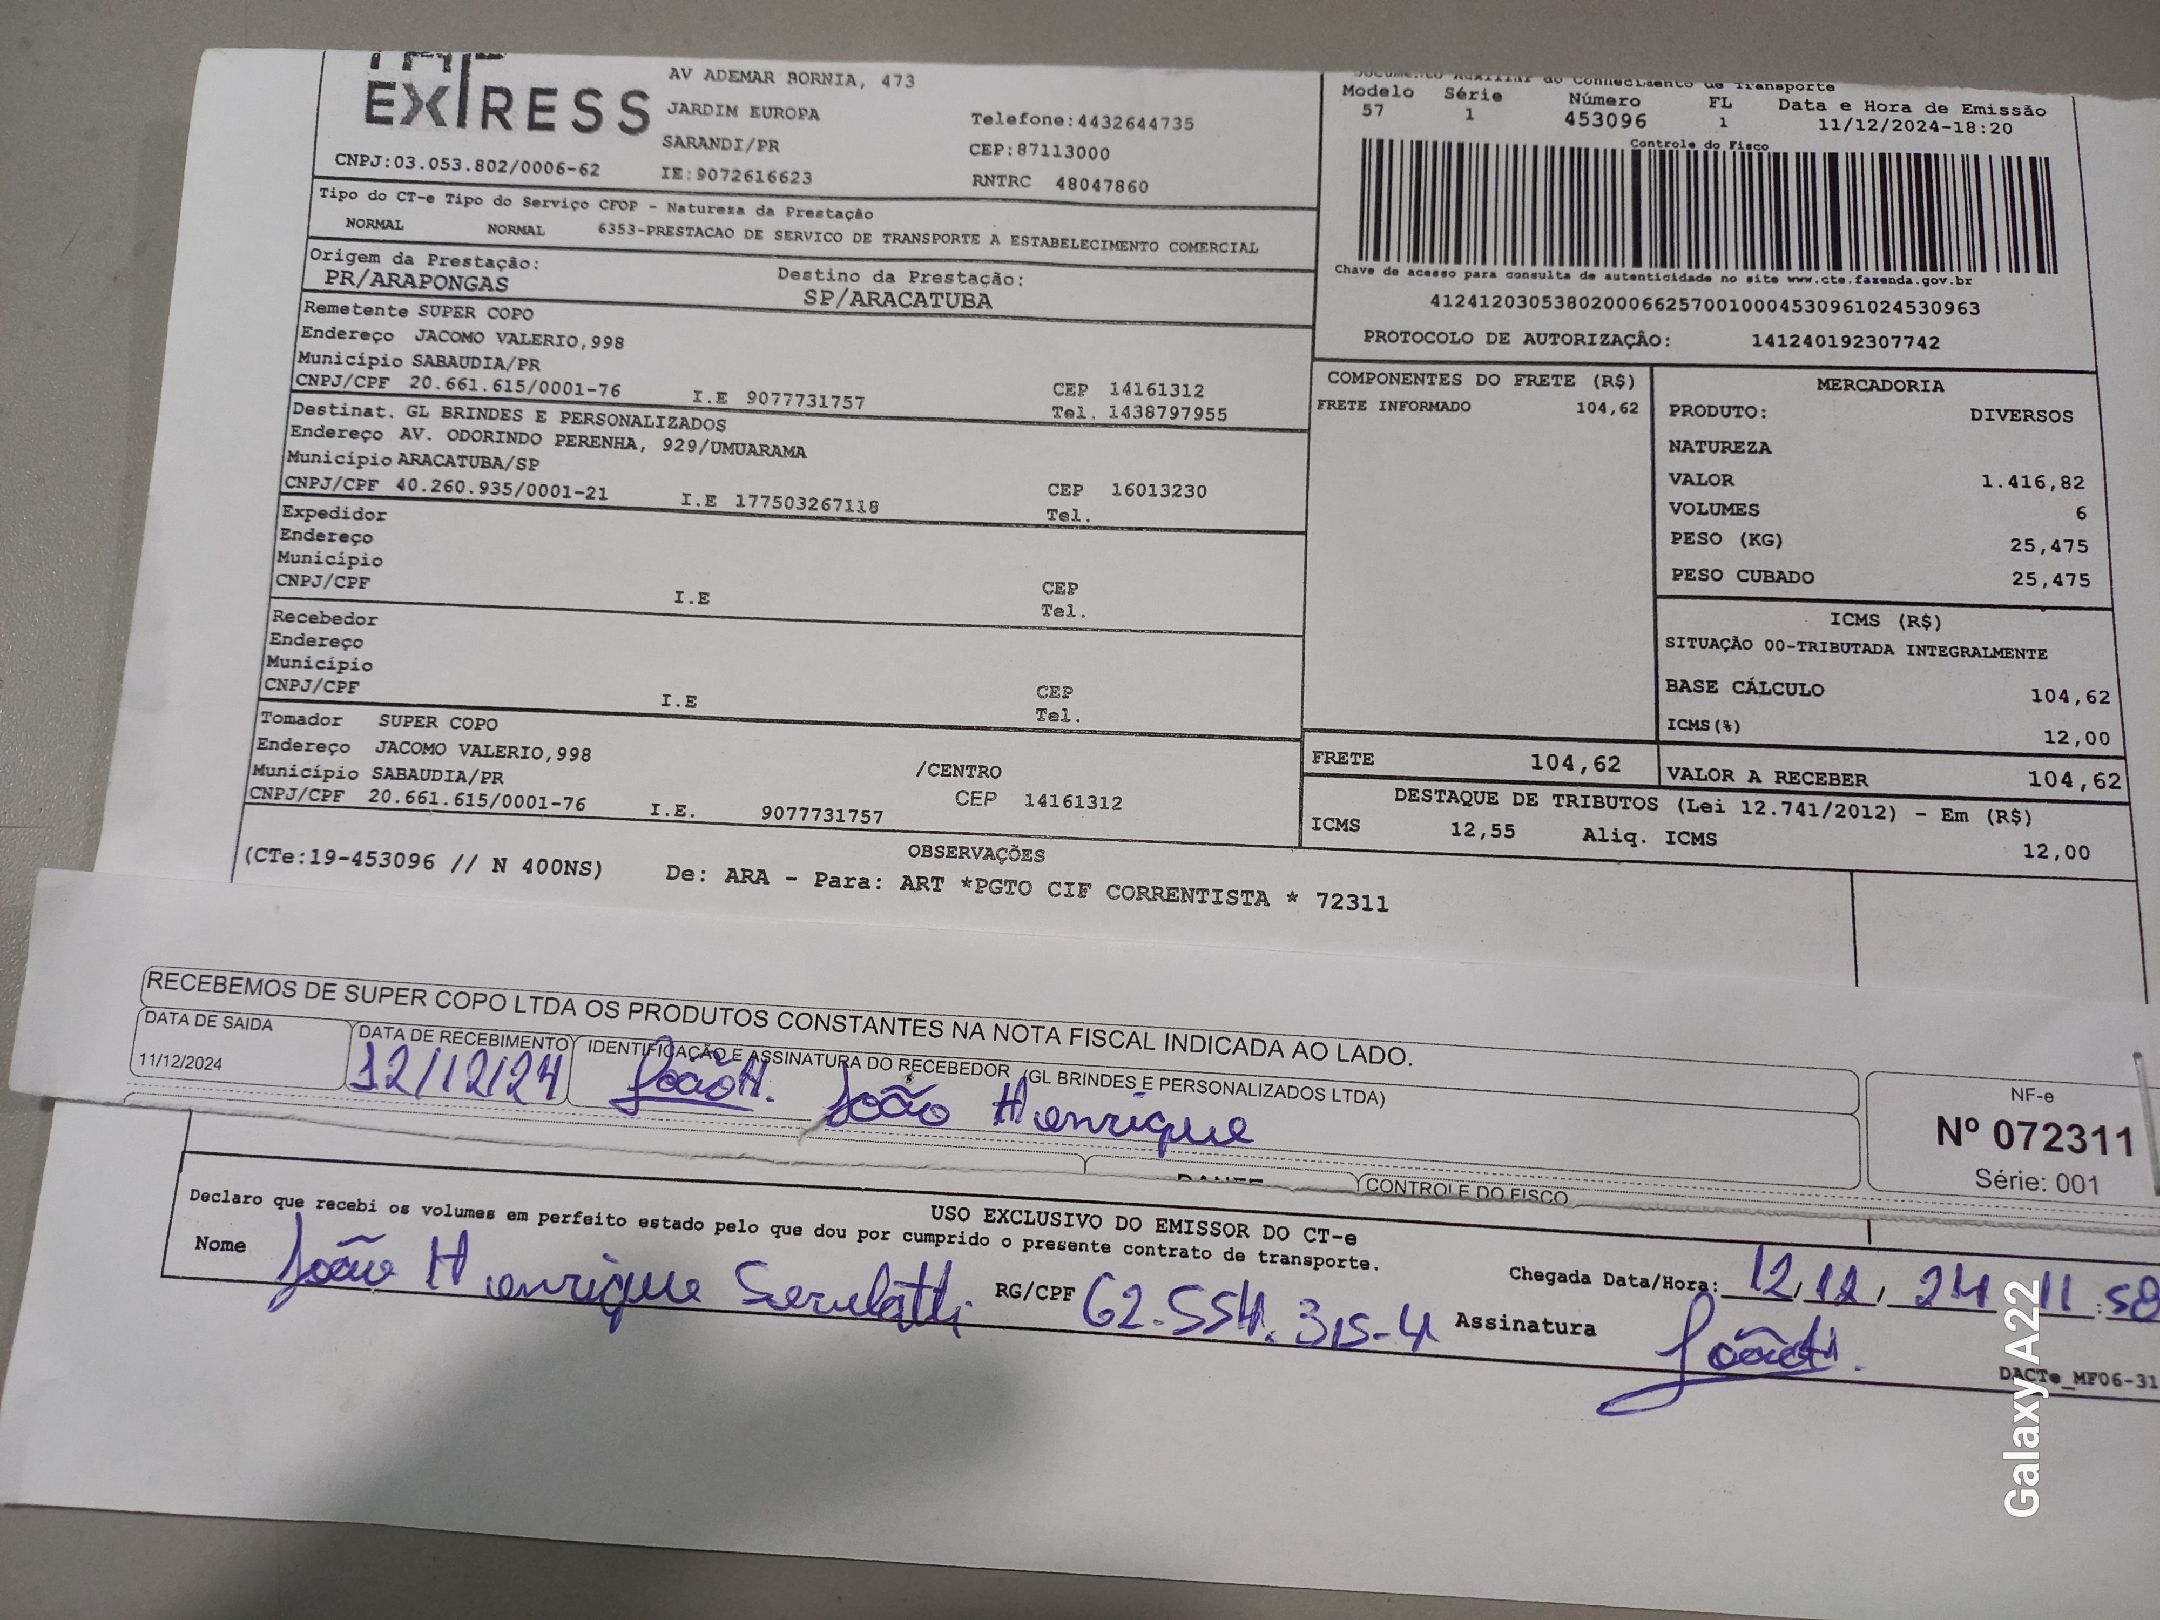 EXPRESS
AV ADEMAR BORNIA, 473
JARDIM EUROPA
SARANDI/PR
CNPJ:03.053.802/0006-62
IE:9072616623
Telefone:4432644735
CEP:87113000
RNTRC 48047860
Documento Auxiliar do Conhecimento de Transporte
Modelo Série Número FL Data e Hora de Emissão
57 1 453096 1 11/12/2024-18:20
Controle do Fisco
Chave de acesso para consulta de autenticidade no site www.cte.fazenda.gov.br
41241203053802000662570010004530961024530963
PROTOCOLO DE AUTORIZAÇÂO: 141240192307742
Tipo do CT-e Tipo do Serviço CFOP - Natureza da Prestação
NORMAL NORMAL 6353-PRESTACAO DE SERVICO DE TRANSPORTE A ESTABELECIMENTO COMERCIAL
Origem da Prestação: Destino da Prestação:
PR/ARAPONGAS SP/ARACATUBA
Remetente SUPER COPO
Endereço JACOMO VALERIO,998
Município SABAUDIA/PR CEP 14161312
CNPJ/CPF 20.661.615/0001-76 I.E 9077731757 Tel. 1438797955
Destinat. GL BRINDES E PERSONALIZADOS
Endereço AV. ODORINDO PERENHA, 929/UMUARAMA
Município ARACATUBA/SP CEP 16013230
CNPJ/CPF 40.260.935/0001-21 I.E 177503267118 Tel.
Expedidor
Endereço
Município CEP
CNPJ/CPF I.E Tel.
Recebedor
Endereço
Município CEP
CNPJ/CPF I.E Tel.
Tomador SUPER COPO
Endereço JACOMO VALERIO,998 /CENTRO
Município SABAUDIA/PR CEP 14161312
CNPJ/CPF 20.661.615/0001-76 I.E. 9077731757
COMPONENTES DO FRETE (R$)
FRETE INFORMADO 104,62
MERCADORIA
PRODUTO: DIVERSOS
NATUREZA
VALOR 1.416,82
VOLUMES 6
PESO (KG) 25,475
PESO CUBADO 25,475
ICMS (R$)
SITUAÇÃO 00-TRIBUTADA INTEGRALMENTE
BASE CÁLCULO 104,62
ICMS(%) 12,00
FRETE 104,62 VALOR A RECEBER 104,62
DESTAQUE DE TRIBUTOS (Lei 12.741/2012) - Em (R$)
ICMS 12,55 Aliq. ICMS 12,00
OBSERVAÇÕES
(CTe:19-453096 // N 400NS) De: ARA - Para: ART *PGTO CIF CORRENTISTA * 72311
RECEBEMOS DE SUPER COPO LTDA OS PRODUTOS CONSTANTES NA NOTA FISCAL INDICADA AO LADO.
DATA DE SAIDA DATA DE RECEBIMENTO IDENTIFICAÇÃO E ASSINATURA DO RECEBEDOR (GL BRINDES E PERSONALIZADOS LTDA)
11/12/2024 12/12/24 João H. João Henrique
NF-e
Nº 072311
Série: 001
CONTROLE DO FISCO
USO EXCLUSIVO DO EMISSOR DO CT-e
Declaro que recebi os volumes em perfeito estado pelo que dou por cumprido o presente contrato de transporte.
Nome João Henrique RG/CPF 62.554.315-4
Chegada Data/Hora: 12/12/24 11:58
Assinatura João H.
DACTe_MF06-31
Galaxy A22